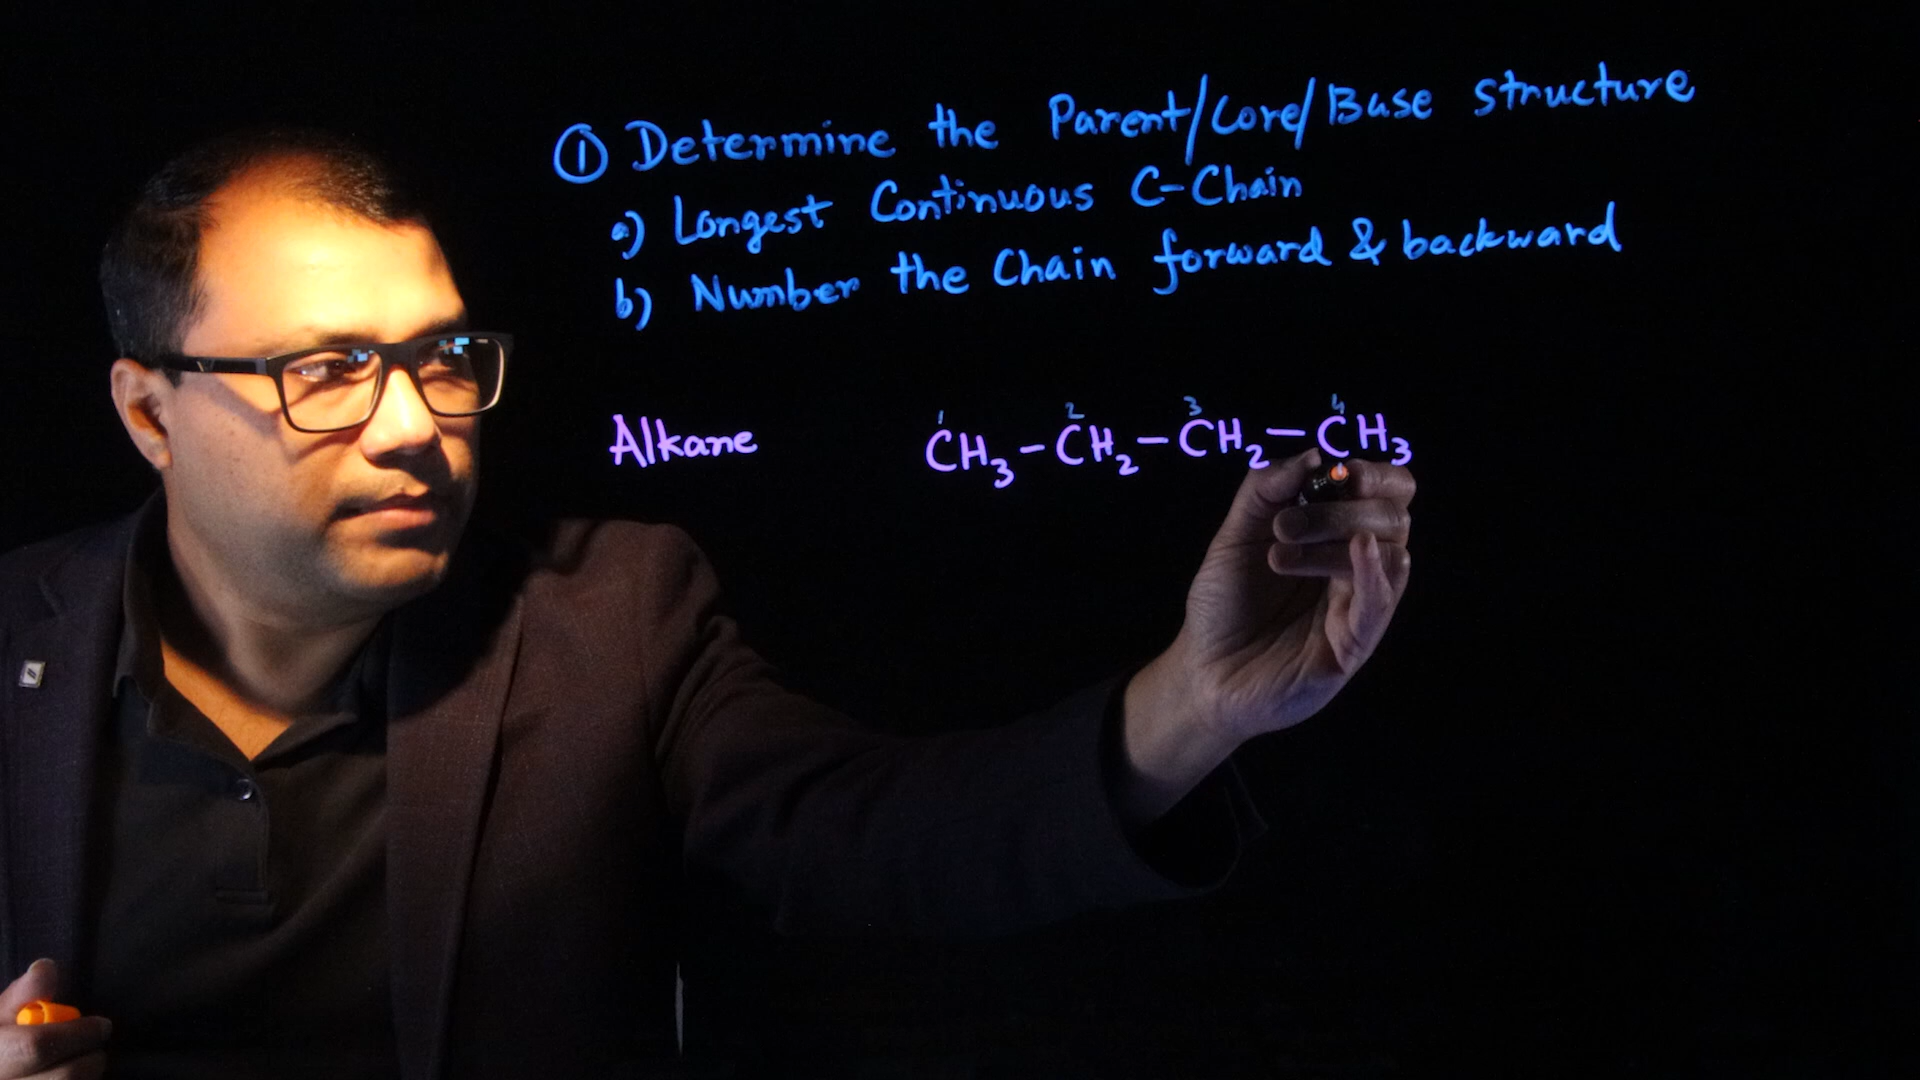 ① Determine the Parent/Core/Base structure
a) Longest Continuous C-Chain
b) Number the Chain forward & backward
1 2 3 4
Alkane CH₃-CH₂-CH₂-CH₃